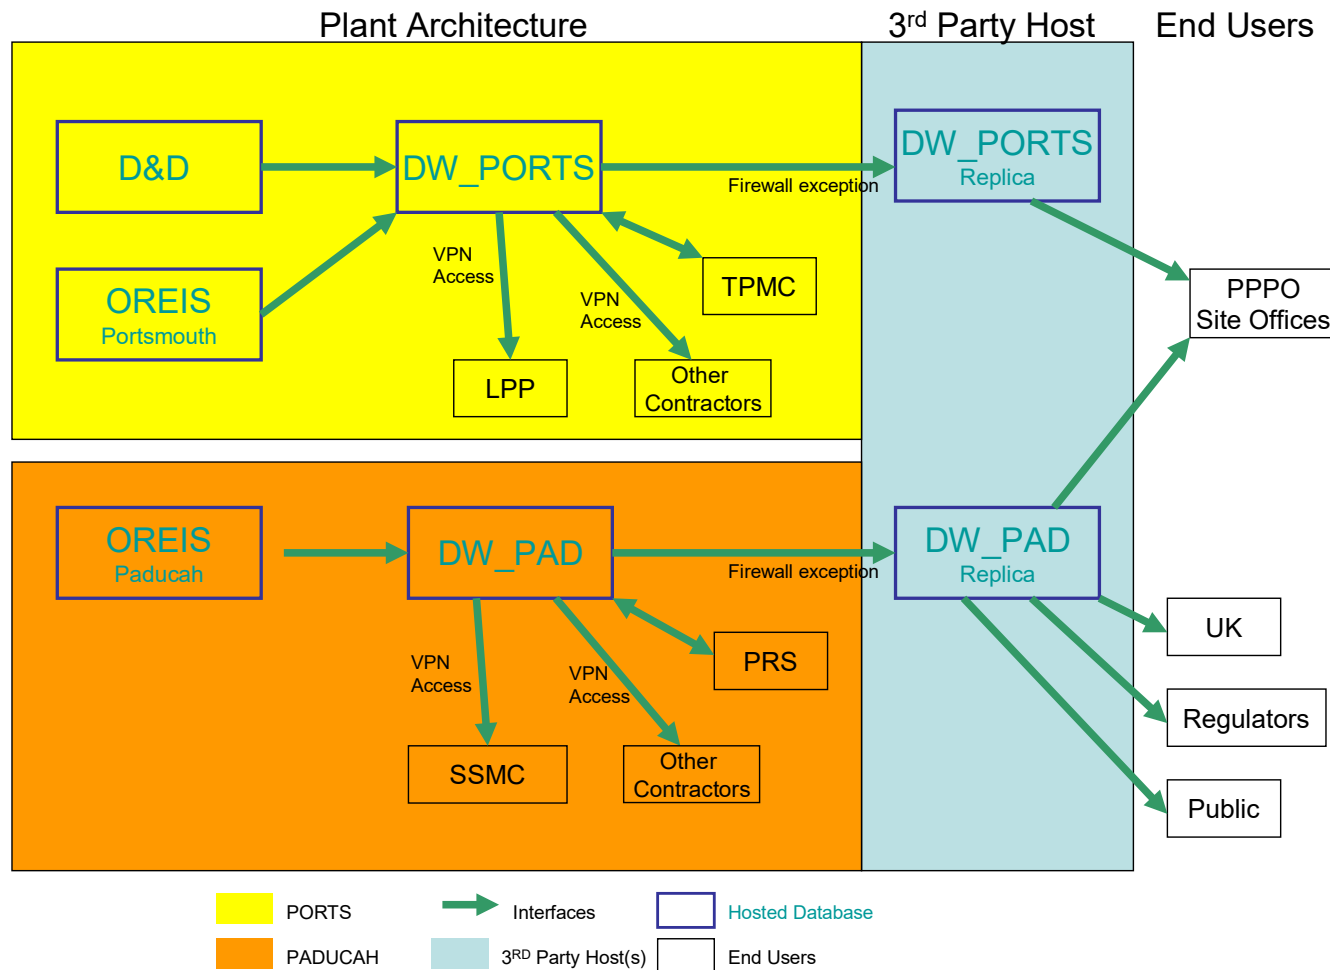 Plant Architecture
3rd Party Host
End Users
D&D
DW_PORTS
Firewall exception
DW_PORTS
Replica
OREIS
Portsmouth
VPN
Access
VPN
Access
TPMC
PPPO
Site Offices
LPP
Other
Contractors
OREIS
Paducah
DW_PAD
Firewall exception
DW_PAD
Replica
VPN
Access
VPN
Access
PRS
UK
Regulators
SSMC
Other
Contractors
Public
PORTS
Interfaces
Hosted Database
PADUCAH
3RD Party Host(s)
End Users